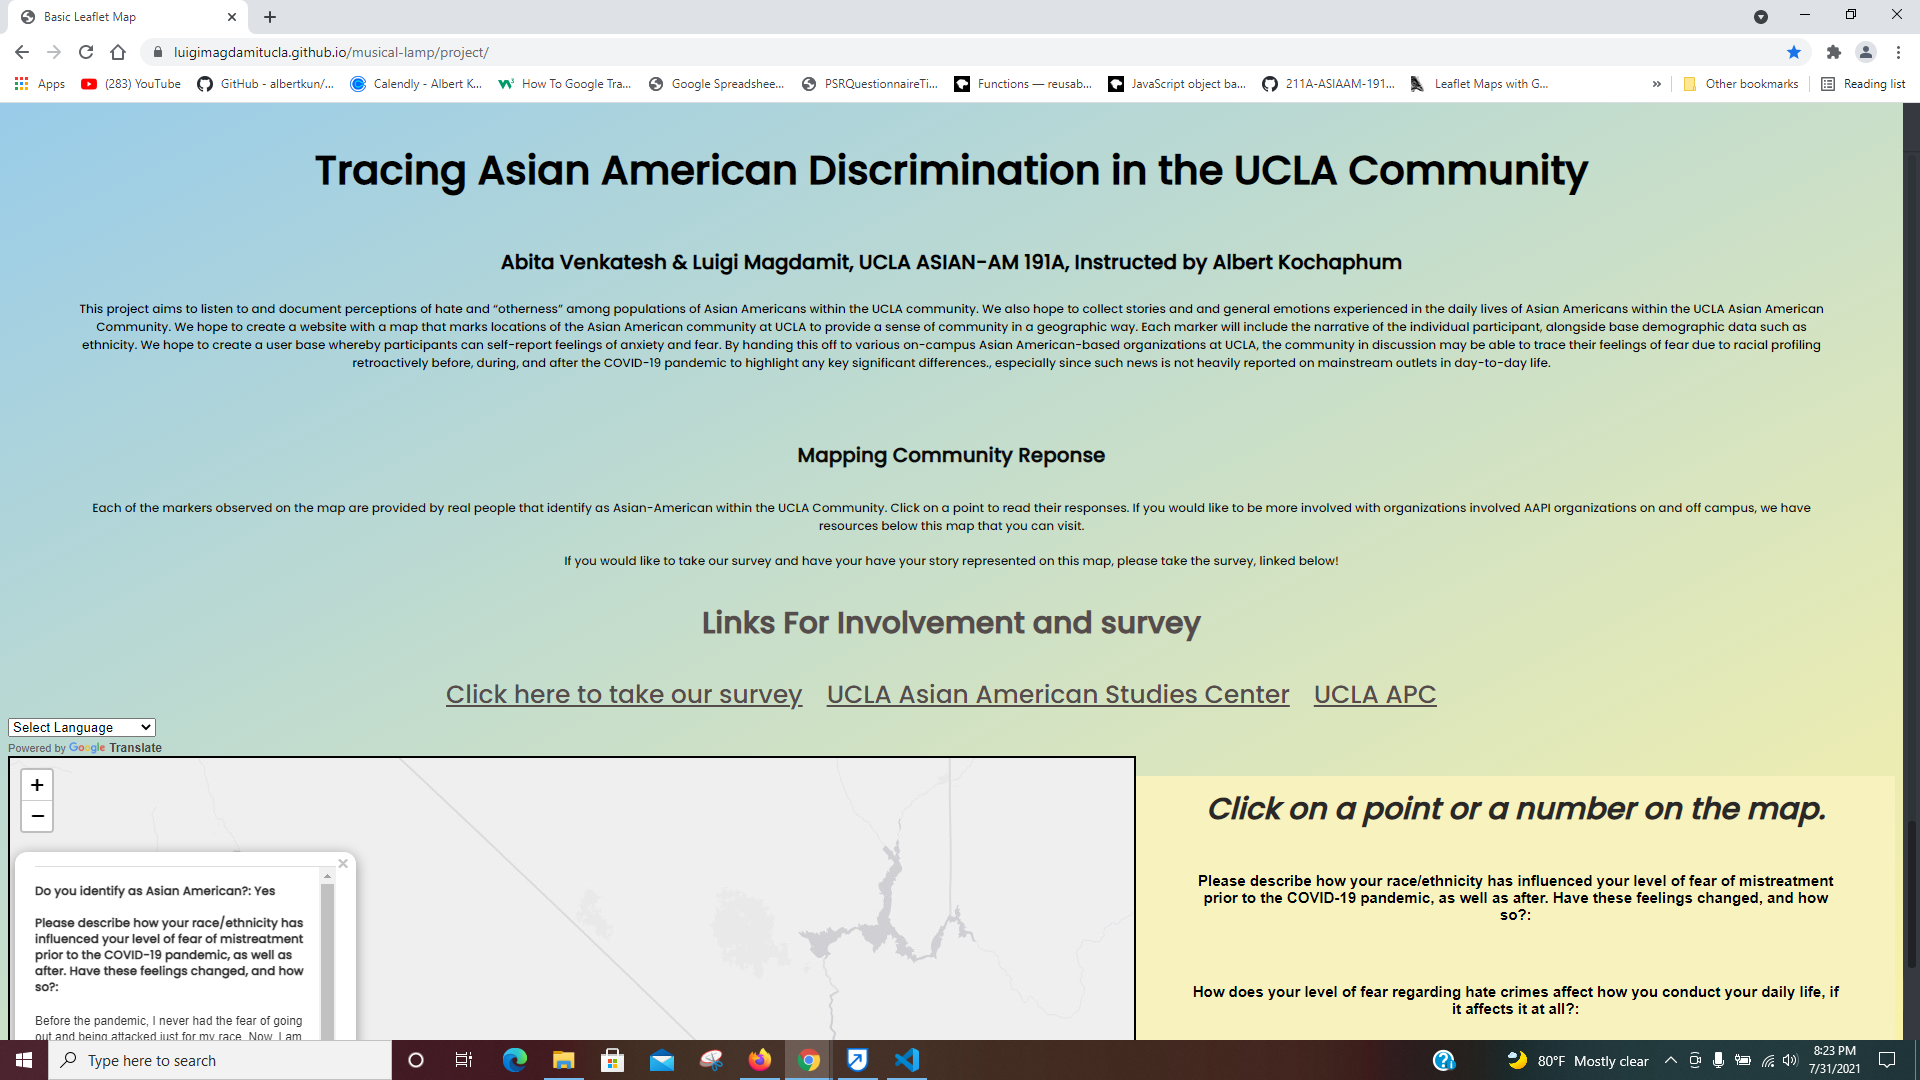 Basic Leaflet Map
luigimagdamitucla.github.io/musical-lamp/project/
Apps
(283) YouTube
GitHub - albertkun/...
Calendly - Albert K...
How To Google Tra...
Google Spreadshee...
PSRQuestionnaireTi...
Functions — reusab...
JavaScript object ba...
211A-ASIAAM-191...
Leaflet Maps with G...
»
Other bookmarks
Reading list
Tracing Asian American Discrimination in the UCLA Community
Abita Venkatesh & Luigi Magdamit, UCLA ASIAN-AM 191A, Instructed by Albert Kochaphum
This project aims to listen to and document perceptions of hate and “otherness” among populations of Asian Americans within the UCLA community. We also hope to collect stories and and general emotions experienced in the daily lives of Asian Americans within the UCLA Asian American
Community. We hope to create a website with a map that marks locations of the Asian American community at UCLA to provide a sense of community in a geographic way. Each marker will include the narrative of the individual participant, alongside base demographic data such as
ethnicity. We hope to create a user base whereby participants can self-report feelings of anxiety and fear. By handing this off to various on-campus Asian American-based organizations at UCLA, the community in discussion may be able to trace their feelings of fear due to racial profiling
retroactively before, during, and after the COVID-19 pandemic to highlight any key significant differences., especially since such news is not heavily reported on mainstream outlets in day-to-day life.
Mapping Community Reponse
Each of the markers observed on the map are provided by real people that identify as Asian-American within the UCLA Community. Click on a point to read their responses. If you would like to be more involved with organizations involved AAPI organizations on and off campus, we have
resources below this map that you can visit.
If you would like to take our survey and have your have your story represented on this map, please take the survey, linked below!
Links For Involvement and survey
Click here to take our survey UCLA Asian American Studies Center UCLA APC
Select Language
Powered by Google Translate
+
−
×
Do you identify as Asian American?: Yes
Please describe how your race/ethnicity has
influenced your level of fear of mistreatment
prior to the COVID-19 pandemic, as well as
after. Have these feelings changed, and how
so?:
Before the pandemic, I never had the fear of going
out and being attacked just for my race. Now, I am
Click on a point or a number on the map.
Please describe how your race/ethnicity has influenced your level of fear of mistreatment
prior to the COVID-19 pandemic, as well as after. Have these feelings changed, and how
so?:
How does your level of fear regarding hate crimes affect how you conduct your daily life, if
it affects it at all?:
Type here to search
80°F Mostly clear
8:23 PM
7/31/2021